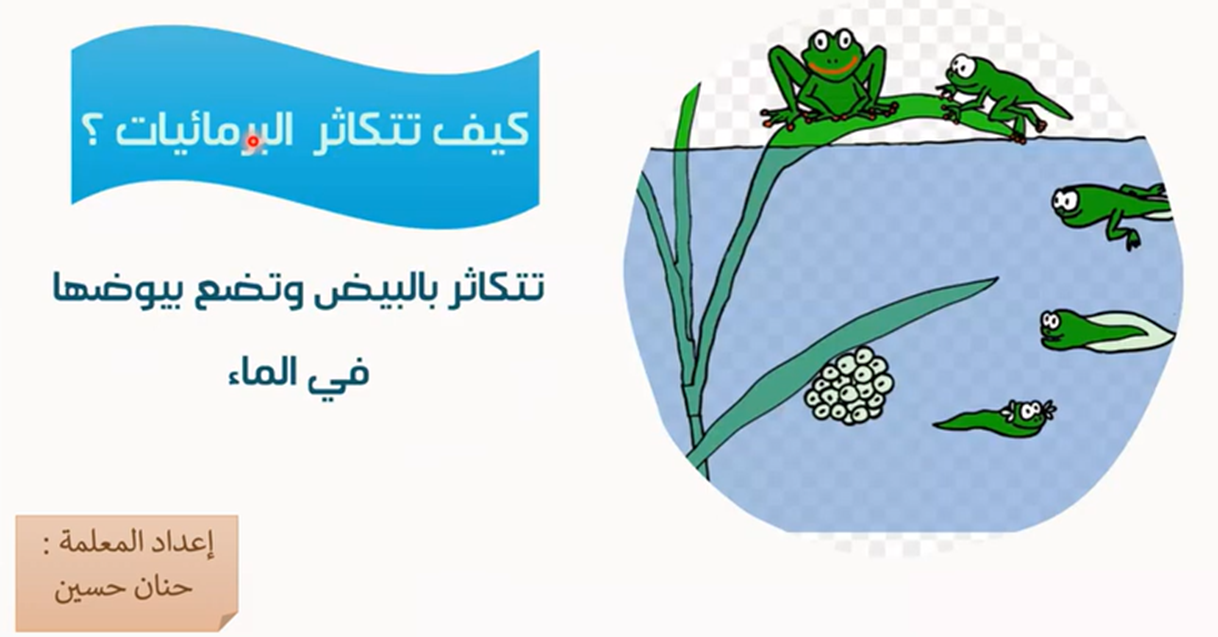 كيف تتكاثر البرمائيات ؟
تتكاثر بالبيض وتضع بيوضها
في الماء
إعداد المعلمة :
حنان حسين